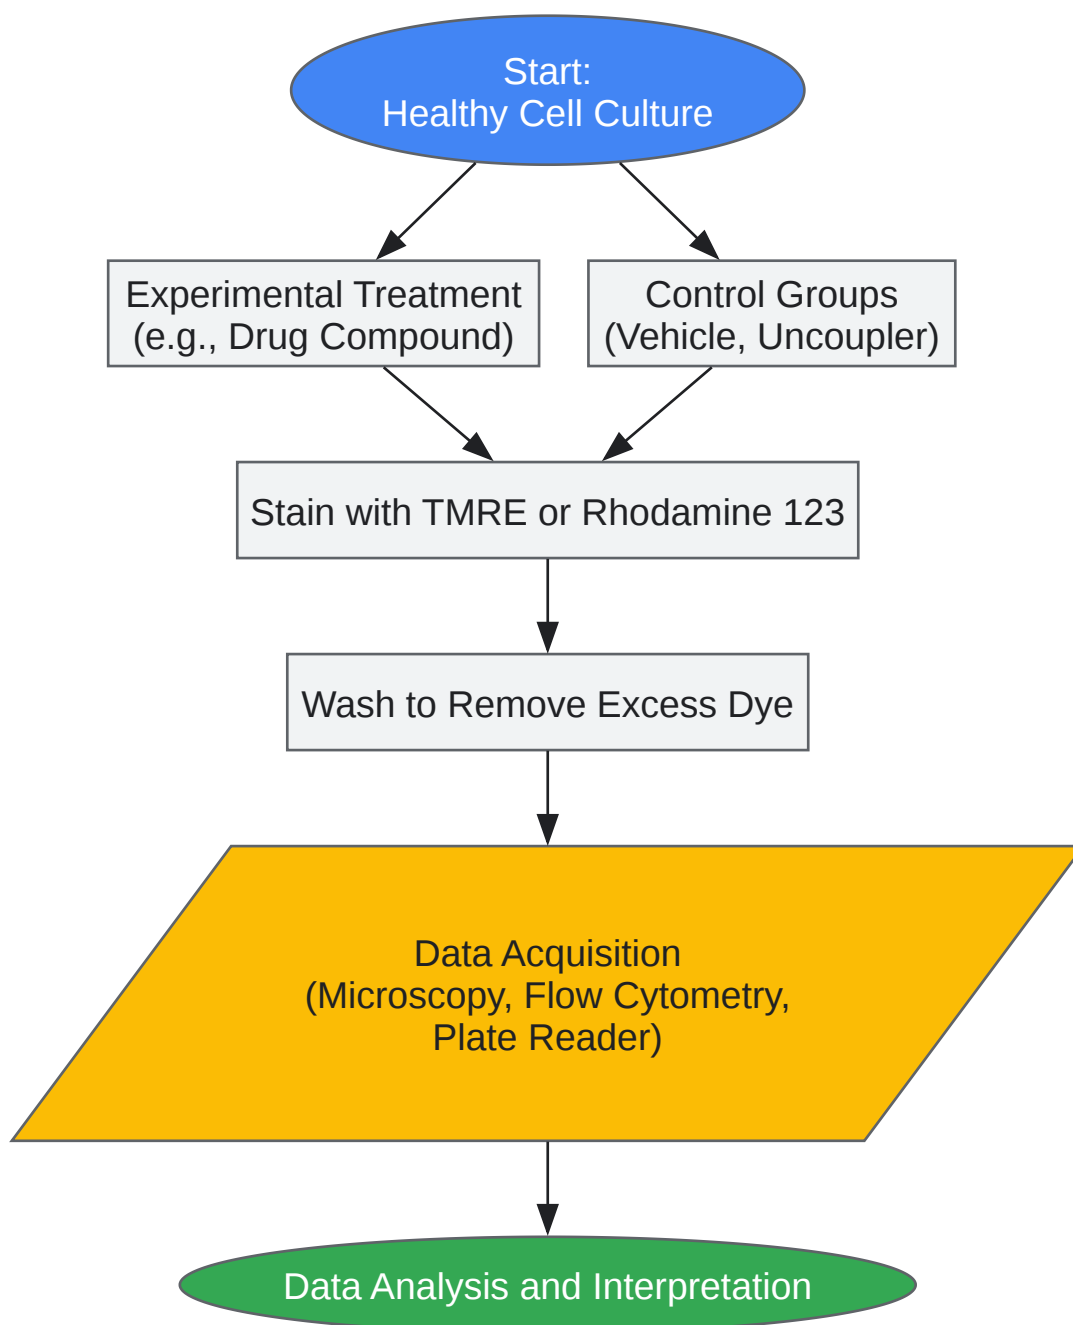 Start:
Healthy Cell Culture
Experimental Treatment
(e.g., Drug Compound)
Control Groups
(Vehicle, Uncoupler)
Stain with TMRE or Rhodamine 123
Wash to Remove Excess Dye
Data Acquisition
(Microscopy, Flow Cytometry,
Plate Reader)
Data Analysis and Interpretation